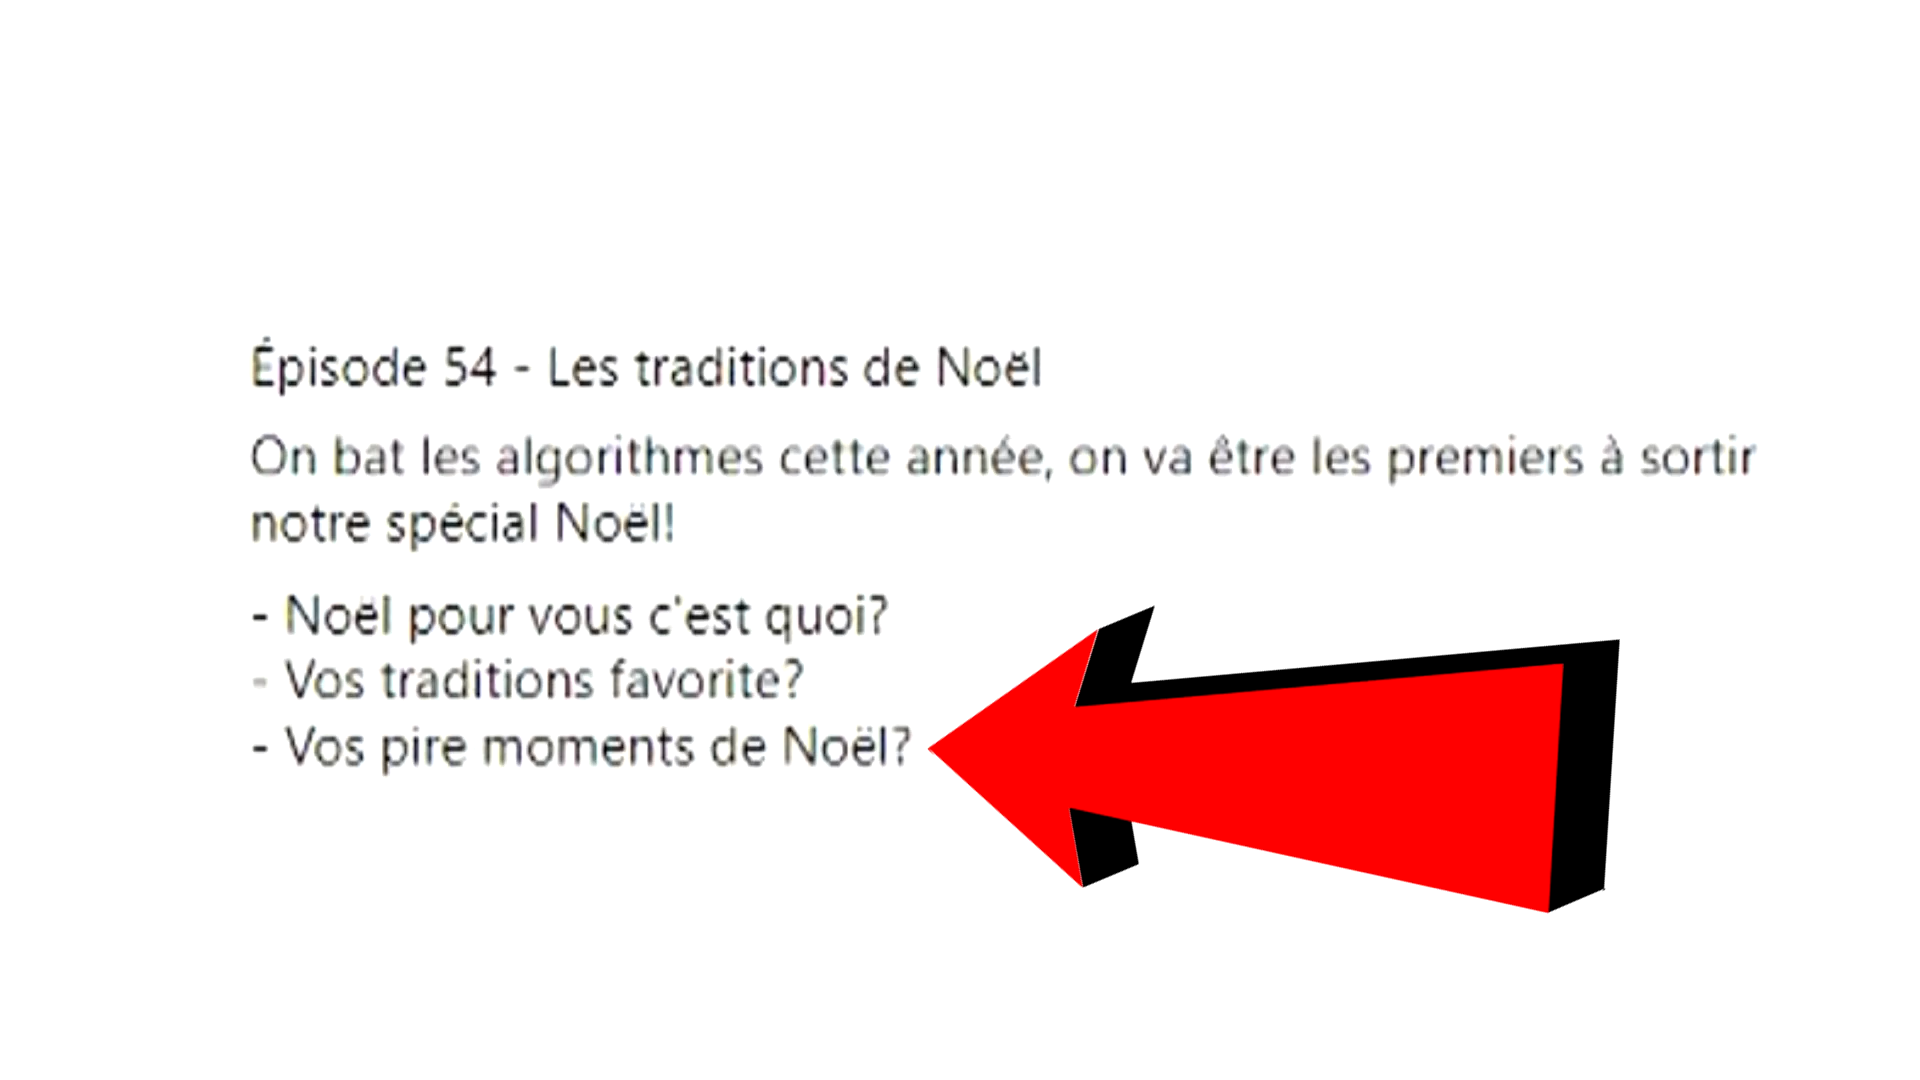 Épisode 54 - Les traditions de Noël
On bat les algorithmes cette année, on va être les premiers à sortir
notre spécial Noël!
- Noël pour vous c'est quoi?
- Vos traditions favorite?
- Vos pire moments de Noël?